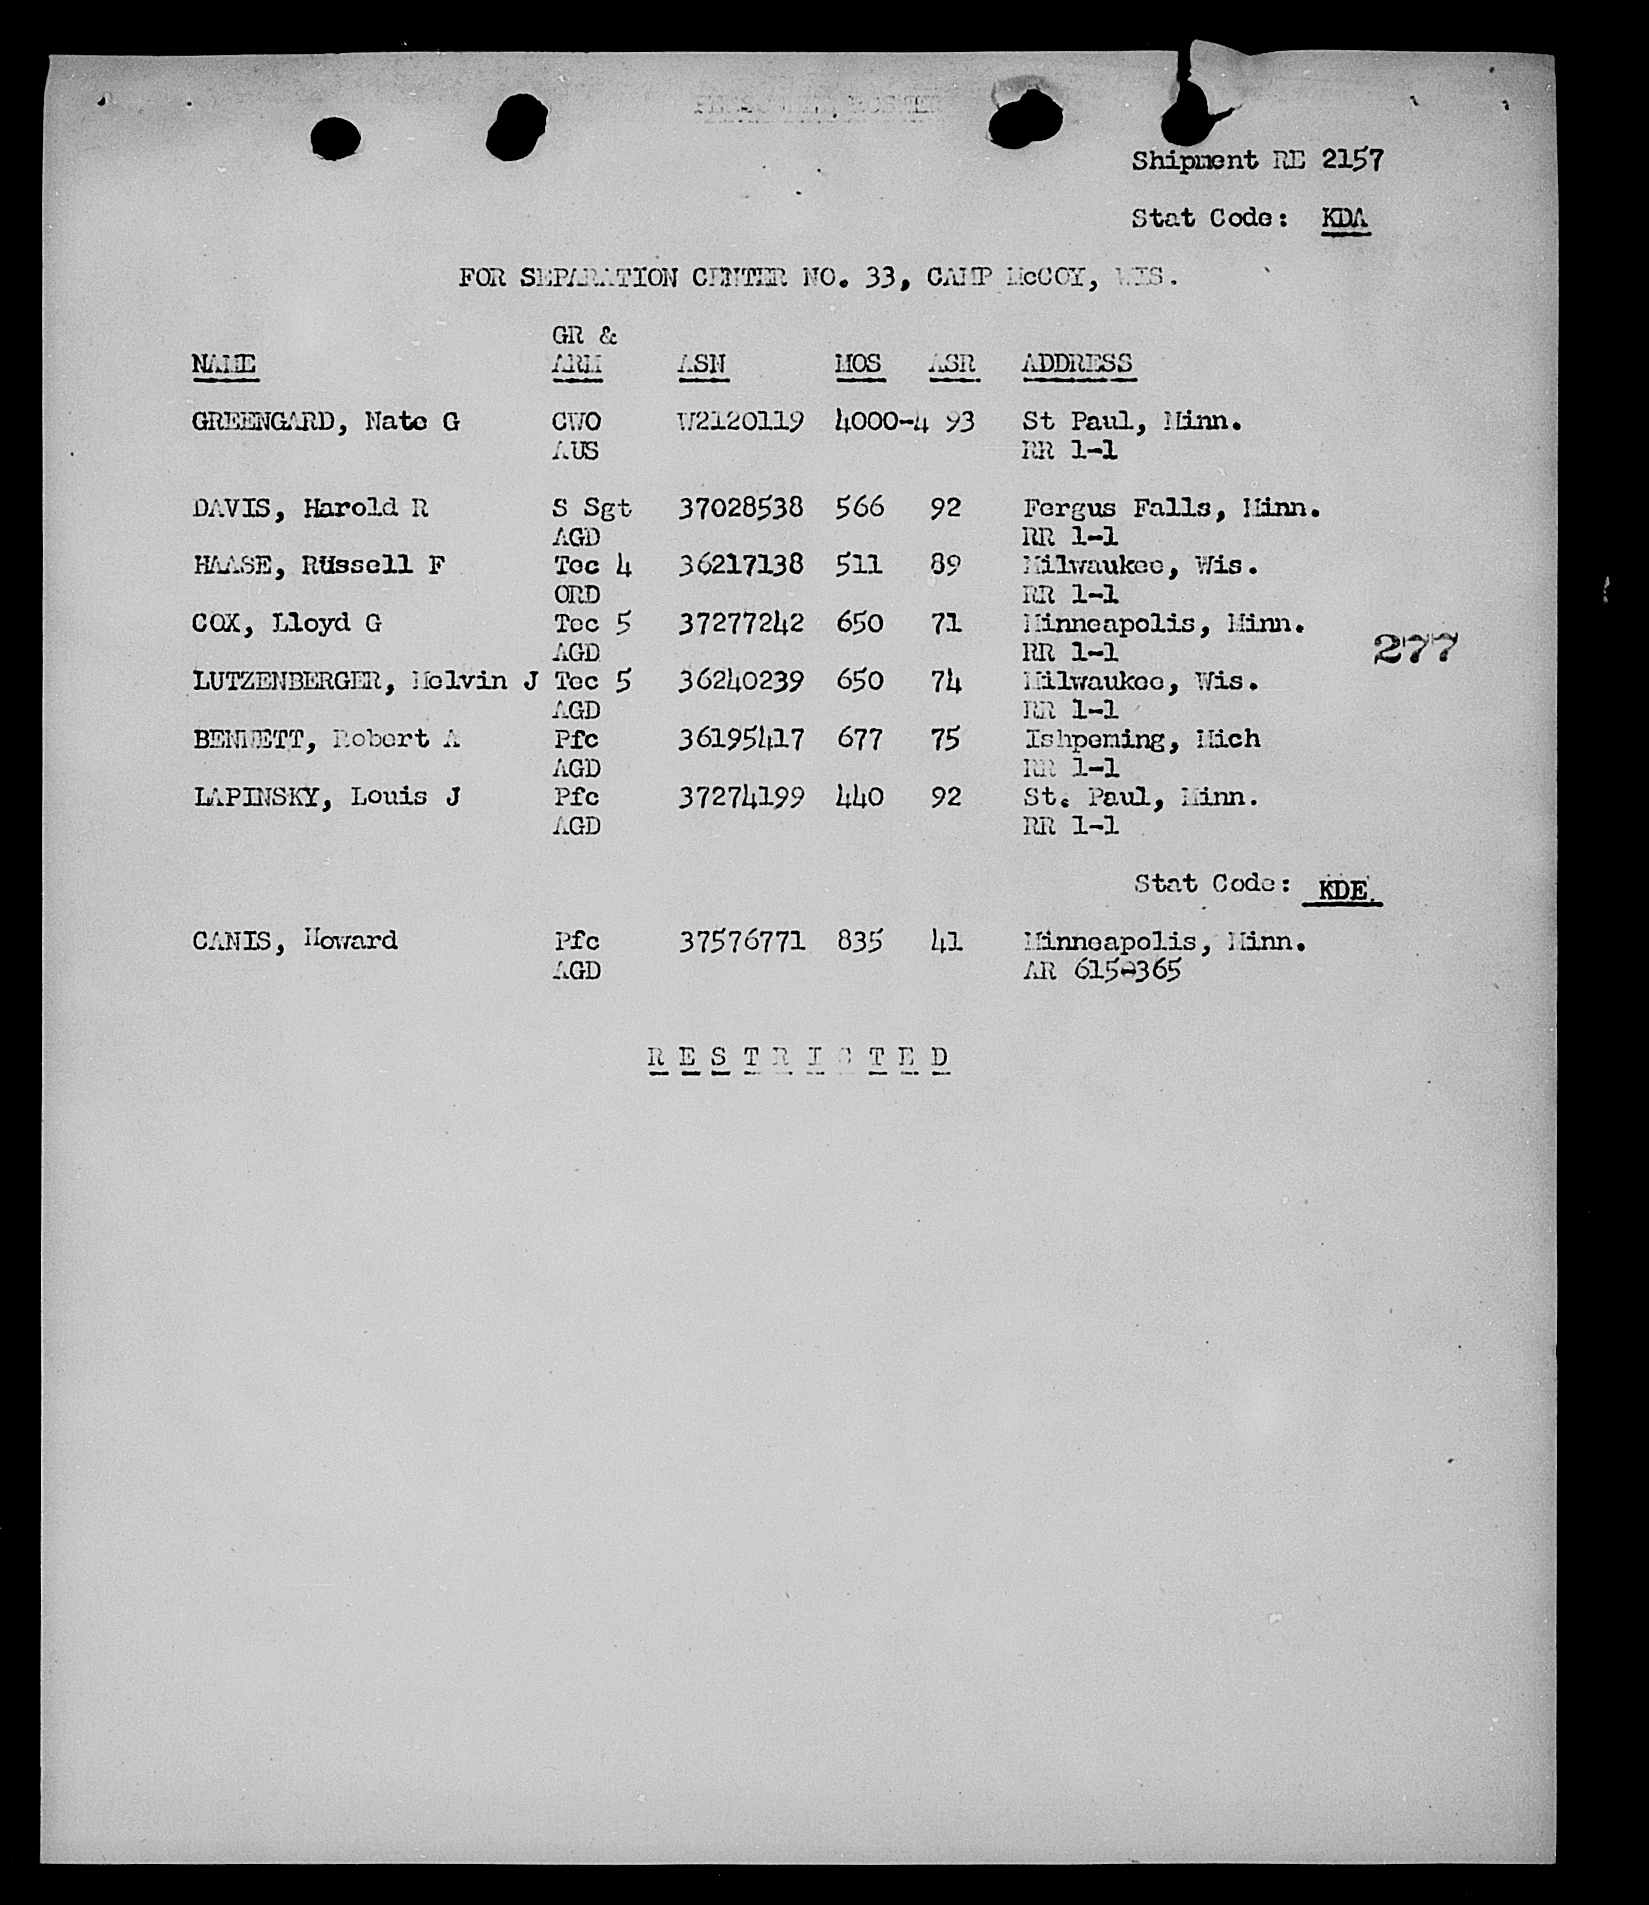 PERSONNEL ROSTER
Shipment RE 2157
Stat Code: KDA
FOR SEPARATION CENTER NO. 33, CAMP McCOY, WIS.
GR &
NAME ARM ASN MOS ASR ADDRESS
GREENGARD, Nate G CWO W2120119 4000-4 93 St Paul, Minn.
AUS RR 1-1
DAVIS, Harold R S Sgt 37028538 566 92 Fergus Falls, Minn.
AGD RR 1-1
HAASE, Russell F Tec 4 36217138 511 89 Milwaukee, Wis.
ORD RR 1-1
COX, Lloyd G Tec 5 37277242 650 71 Minneapolis, Minn.
AGD RR 1-1
277
LUTZENBERGER, Melvin J Tec 5 36240239 650 74 Milwaukee, Wis.
AGD RR 1-1
BENNETT, Robert A Pfc 36195417 677 75 Ishpeming, Mich
AGD RR 1-1
LAPINSKY, Louis J Pfc 37274199 440 92 St. Paul, Minn.
AGD RR 1-1
Stat Code: KDE
CANIS, Howard Pfc 37576771 835 41 Minneapolis, Minn.
AGD AR 615-365
R E S T R I C T E D